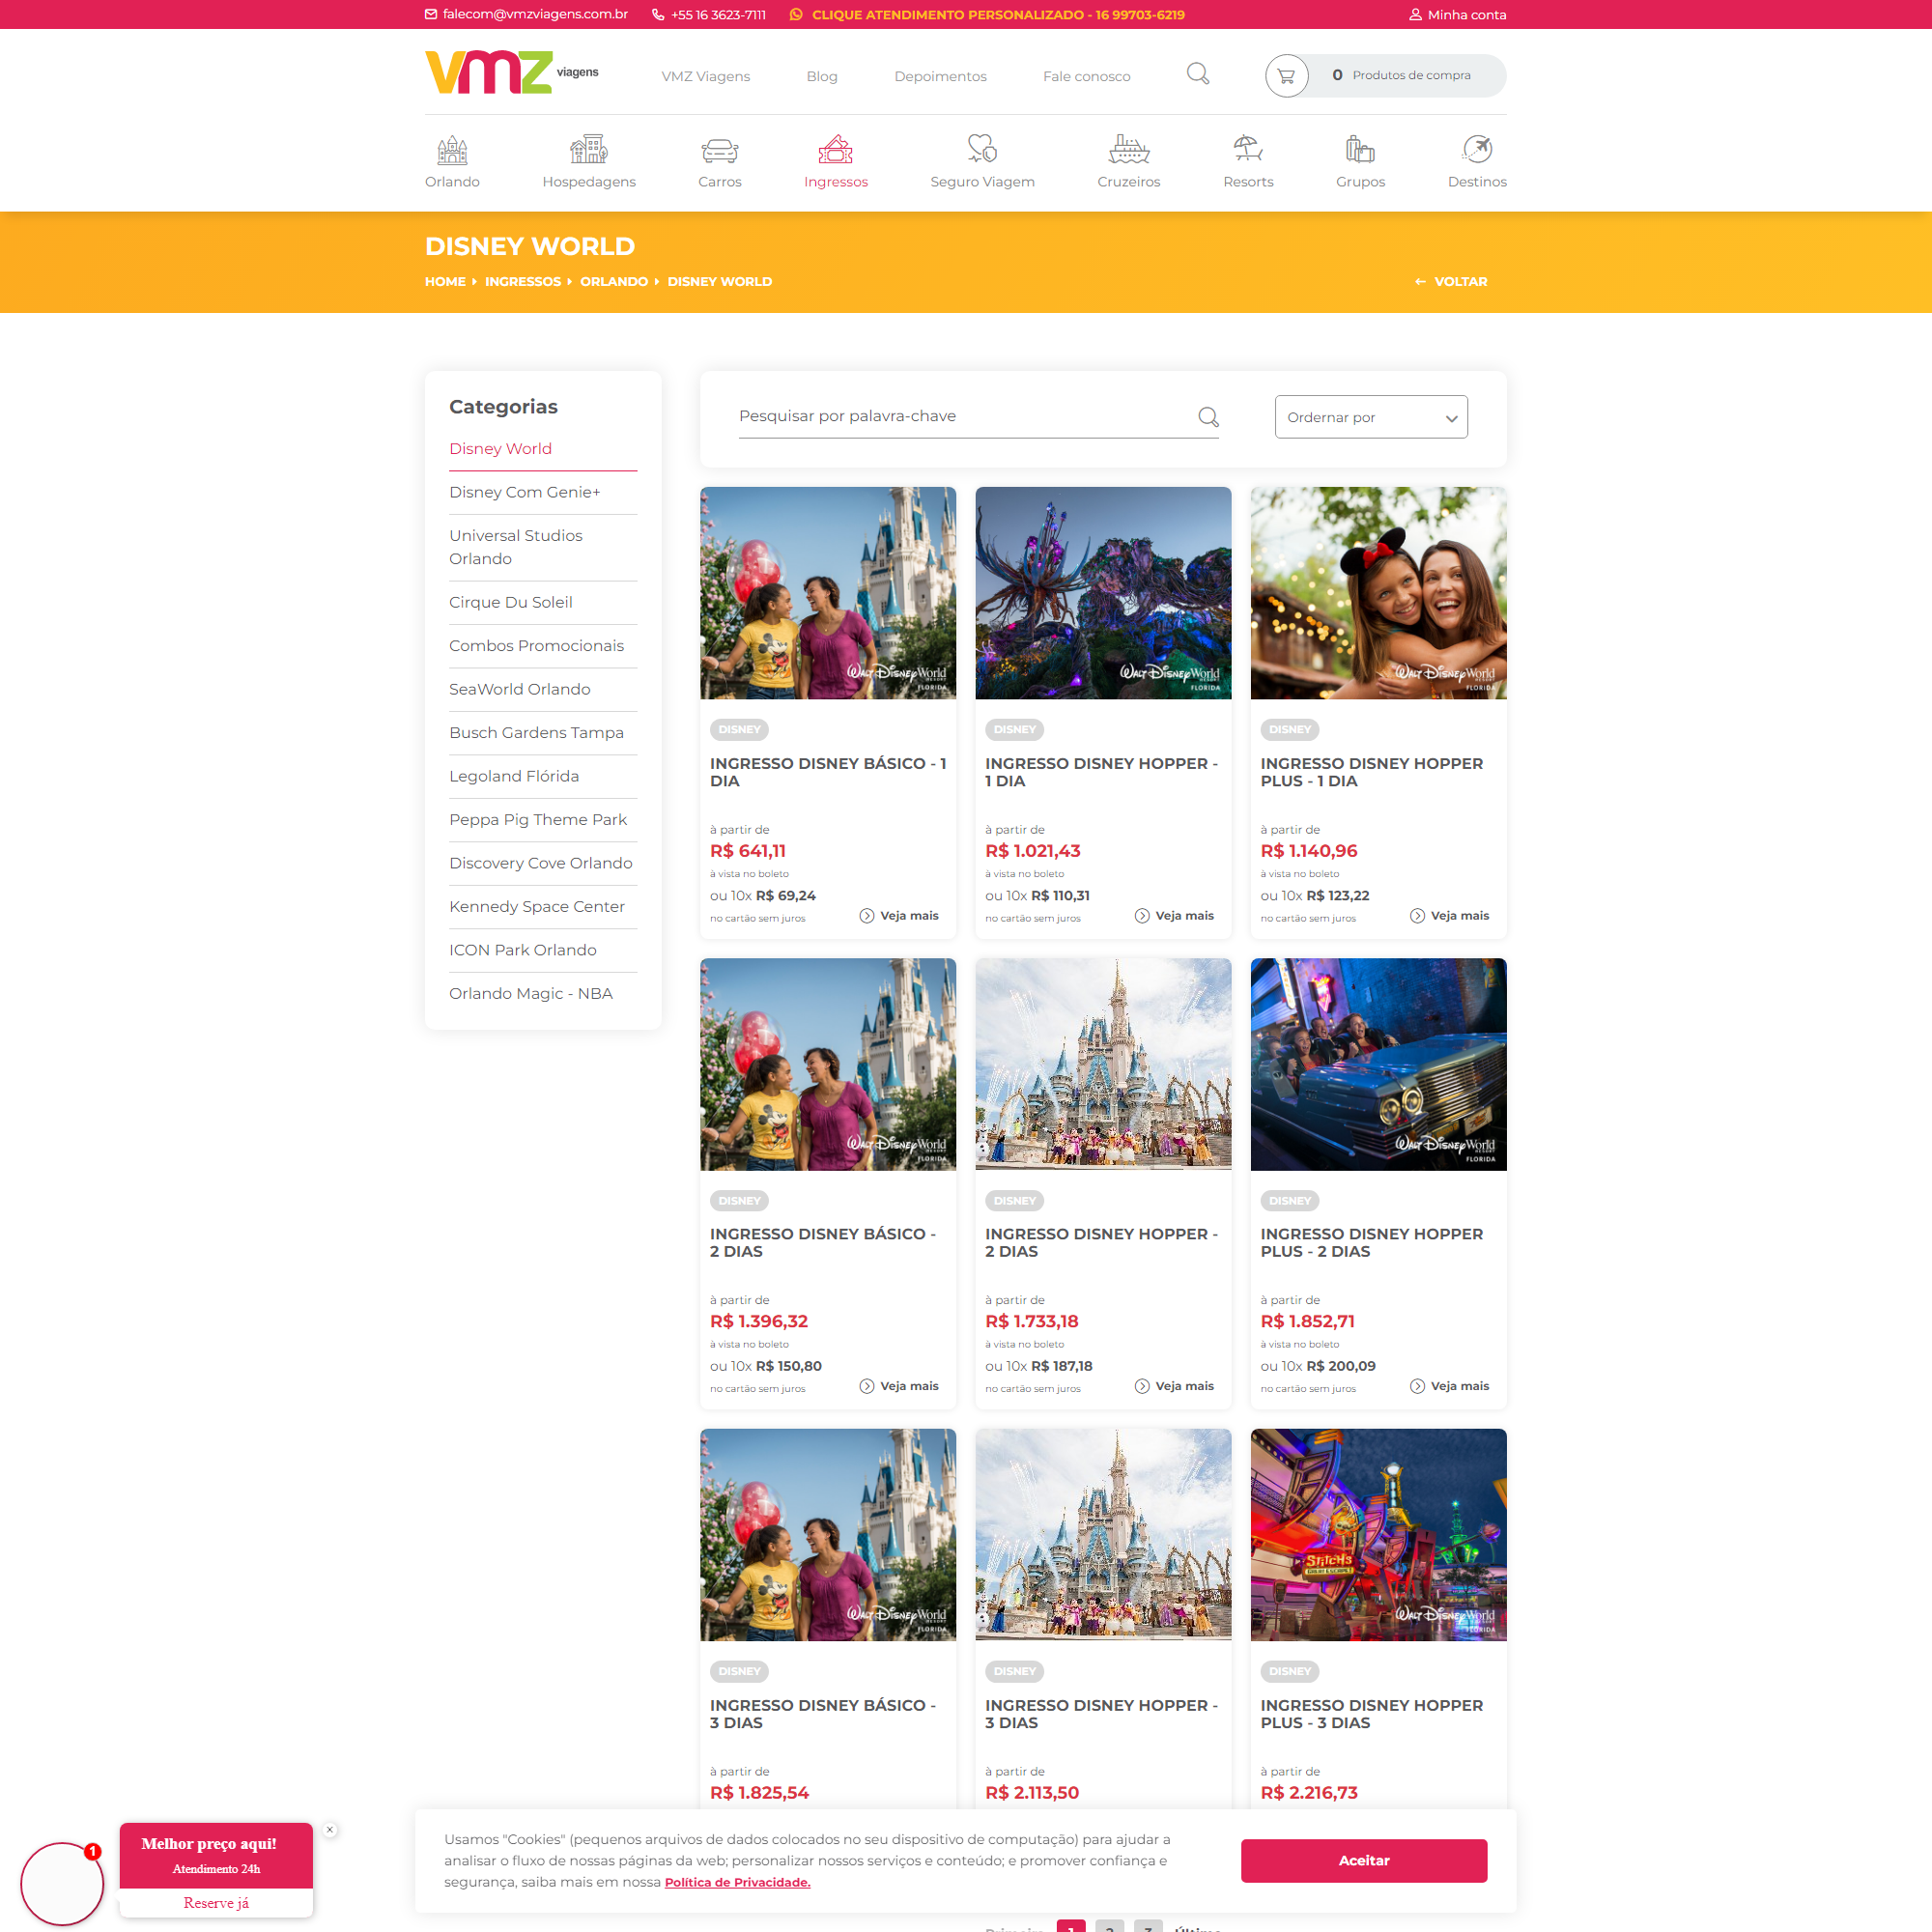 falecom@vmzviagens.com.br +55 16 3623-7111 CLIQUE ATENDIMENTO PERSONALIZADO - 16 99703-6219 Minha conta
vmz viagens VMZ Viagens Blog Depoimentos Fale conosco 0 Produtos de compra
Orlando Hospedagens Carros Ingressos Seguro Viagem Cruzeiros Resorts Grupos Destinos
DISNEY WORLD
HOME INGRESSOS ORLANDO DISNEY WORLD VOLTAR
Categorias
Disney World
Disney Com Genie+
Universal Studios
Orlando
Cirque Du Soleil
Combos Promocionais
SeaWorld Orlando
Busch Gardens Tampa
Legoland Flórida
Peppa Pig Theme Park
Discovery Cove Orlando
Kennedy Space Center
ICON Park Orlando
Orlando Magic - NBA
Pesquisar por palavra-chave Ordernar por
Walt Disney World
RESORT
FLORIDA
Walt Disney World
RESORT
FLORIDA
Walt Disney World
RESORT
FLORIDA
DISNEY
INGRESSO DISNEY BÁSICO - 1
DIA
à partir de
R$ 641,11
à vista no boleto
ou 10x R$ 69,24
no cartão sem juros Veja mais
DISNEY
INGRESSO DISNEY HOPPER -
1 DIA
à partir de
R$ 1.021,43
à vista no boleto
ou 10x R$ 110,31
no cartão sem juros Veja mais
DISNEY
INGRESSO DISNEY HOPPER
PLUS - 1 DIA
à partir de
R$ 1.140,96
à vista no boleto
ou 10x R$ 123,22
no cartão sem juros Veja mais
Walt Disney World
RESORT
FLORIDA
Walt Disney World
RESORT
FLORIDA
DISNEY
INGRESSO DISNEY BÁSICO -
2 DIAS
à partir de
R$ 1.396,32
à vista no boleto
ou 10x R$ 150,80
no cartão sem juros Veja mais
DISNEY
INGRESSO DISNEY HOPPER -
2 DIAS
à partir de
R$ 1.733,18
à vista no boleto
ou 10x R$ 187,18
no cartão sem juros Veja mais
DISNEY
INGRESSO DISNEY HOPPER
PLUS - 2 DIAS
à partir de
R$ 1.852,71
à vista no boleto
ou 10x R$ 200,09
no cartão sem juros Veja mais
Walt Disney World
RESORT
FLORIDA
STITCH'S
Walt Disney World
RESORT
FLORIDA
DISNEY
INGRESSO DISNEY BÁSICO -
3 DIAS
à partir de
R$ 1.825,54
DISNEY
INGRESSO DISNEY HOPPER -
3 DIAS
à partir de
R$ 2.113,50
DISNEY
INGRESSO DISNEY HOPPER
PLUS - 3 DIAS
à partir de
R$ 2.216,73
1
Melhor preço aqui!
Atendimento 24h
Reserve já
Usamos "Cookies" (pequenos arquivos de dados colocados no seu dispositivo de computação) para ajudar a
analisar o fluxo de nossas páginas da web; personalizar nossos serviços e conteúdo; e promover confiança e
segurança, saiba mais em nossa Política de Privacidade.
Aceitar